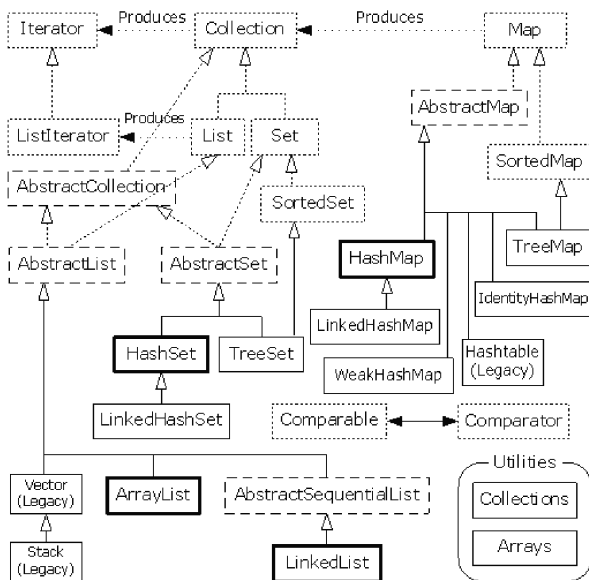 Iterator
Produces
Collection
Produces
Map
AbstractMap
ListIterator
Produces
List
Set
SortedMap
AbstractCollection
SortedSet
AbstractList
AbstractSet
HashMap
TreeMap
IdentityHashMap
LinkedHashMap
HashSet
TreeSet
Hashtable
(Legacy)
WeakHashMap
LinkedHashSet
Comparable
Comparator
Utilities
Vector
(Legacy)
ArrayList
AbstractSequentialList
Collections
Arrays
Stack
(Legacy)
LinkedList